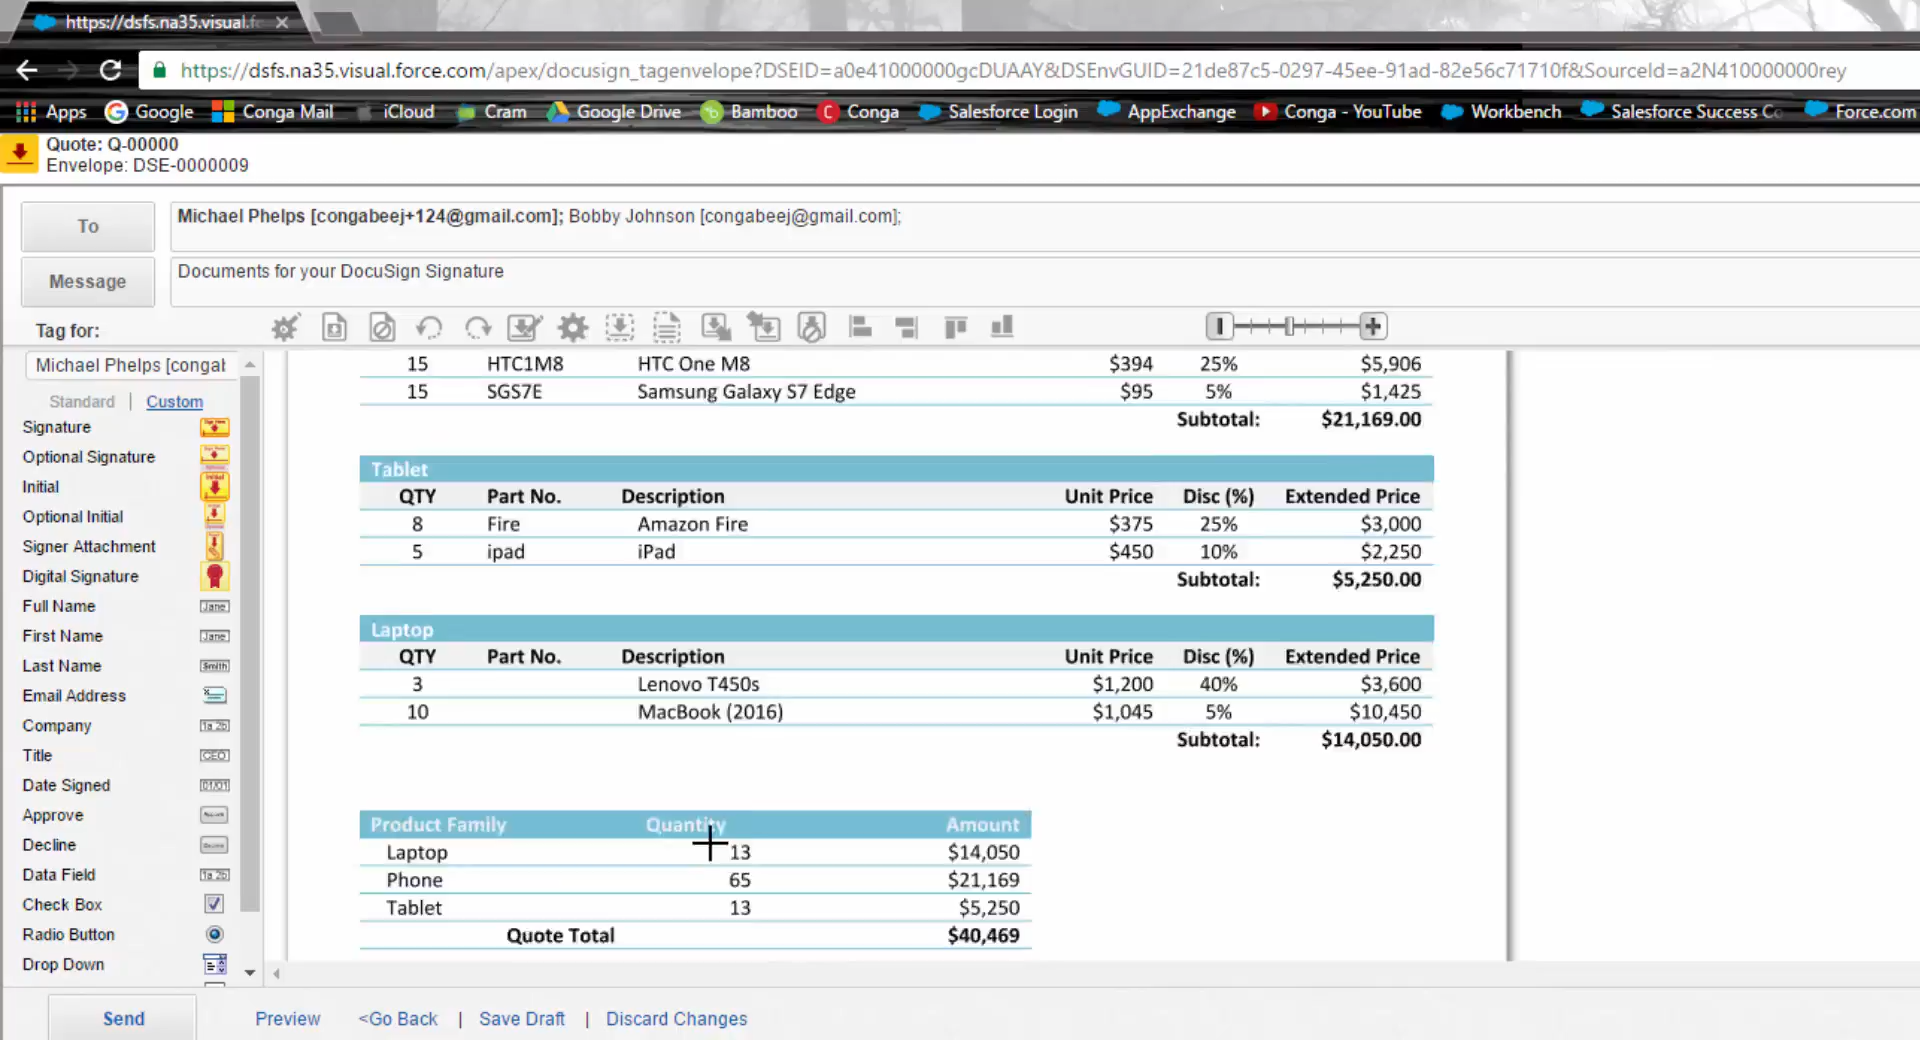 https://dsfs.na35.visual.f
https://dsfs.na35.visual.force.com/apex/docusign_tagenvelope?DSEID=a0e41000000gcDUAAY&DSEnvGUID=21de87c5-0297-45ee-91ad-82e56c71710f&SourceId=a2N410000000rey
Apps Google Conga Mail iCloud Cram Google Drive Bamboo Conga Salesforce Login AppExchange Conga - YouTube Workbench Salesforce Success Force.com
Quote: Q-00000
Envelope: DSE-0000009
To Michael Phelps [congabeej+124@gmail.com]; Bobby Johnson [congabeej@gmail.com];
Message Documents for your DocuSign Signature
Tag for:
Michael Phelps [congat
Standard | Custom
Signature
Optional Signature
Initial
Optional Initial
Signer Attachment
Digital Signature
Full Name Jane
First Name Jane
Last Name Smith
Email Address
Company 1a 2b
Title CEO
Date Signed 01/01
Approve
Decline
Data Field 1a 2b
Check Box
Radio Button
Drop Down
15 HTC1M8 HTC One M8 $394 25% $5,906
15 SGS7E Samsung Galaxy S7 Edge $95 5% $1,425
Subtotal: $21,169.00
Tablet
QTY Part No. Description Unit Price Disc (%) Extended Price
8 Fire Amazon Fire $375 25% $3,000
5 ipad iPad $450 10% $2,250
Subtotal: $5,250.00
Laptop
QTY Part No. Description Unit Price Disc (%) Extended Price
3 Lenovo T450s $1,200 40% $3,600
10 MacBook (2016) $1,045 5% $10,450
Subtotal: $14,050.00
Product Family Quantity Amount
Laptop 13 $14,050
Phone 65 $21,169
Tablet 13 $5,250
Quote Total $40,469
Send Preview <Go Back | Save Draft | Discard Changes